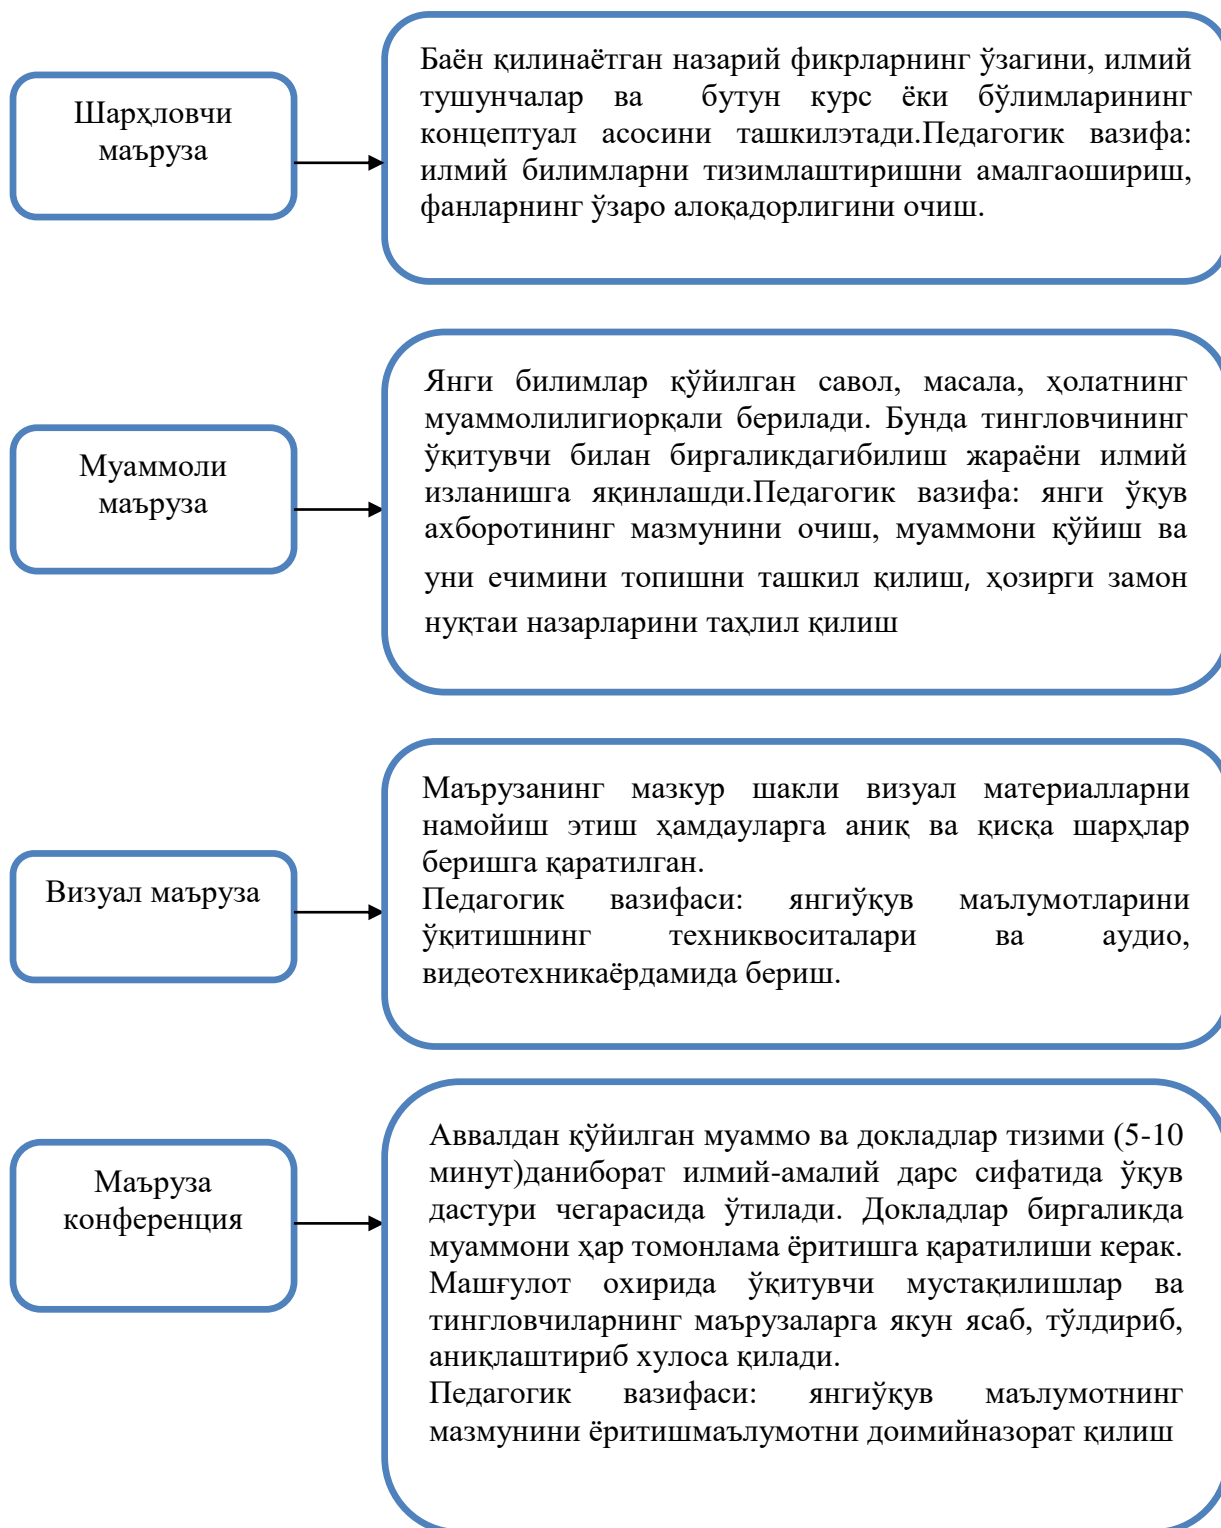 Шарҳловчи
маъруза
Баён қилинаётган назарий фикрларнинг ўзагини, илмий
тушунчалар ва бутун курс ёки бўлимларининг
концептуал асосини ташкилэтади.Педагогик вазифа:
илмий билимларни тизимлаштиришни амалгаошириш,
фанларнинг ўзаро алоқадорлигини очиш.
Муаммоли
маъруза
Янги билимлар қўйилган савол, масала, ҳолатнинг
муаммолилигиорқали берилади. Бунда тингловчининг
ўқитувчи билан биргаликдагибилиш жараёни илмий
изланишга яқинлашди.Педагогик вазифа: янги ўқув
ахборотининг мазмунини очиш, муаммони қўйиш ва
уни ечимини топишни ташкил қилиш, ҳозирги замон
нуқтаи назарларини таҳлил қилиш
Визуал маъруза
Маърузанинг мазкур шакли визуал материалларни
намойиш этиш ҳамдауларга аниқ ва қисқа шарҳлар
беришга қаратилган.
Педагогик вазифаси: янгиўқув маълумотларини
ўқитишнинг техниквоситалари ва аудио,
видеотехникаёрдамида бериш.
Маъруза
конференция
Аввалдан қўйилган муаммо ва докладлар тизими (5-10
минут)даниборат илмий-амалий дарс сифатида ўқув
дастури чегарасида ўтилади. Докладлар биргаликда
муаммони ҳар томонлама ёритишга қаратилиши керак.
Машғулот охирида ўқитувчи мустақилишлар ва
тингловчиларнинг маърузаларга якун ясаб, тўлдириб,
аниқлаштириб хулоса қилади.
Педагогик вазифаси: янгиўқув маълумотнинг
мазмунини ёритишмаълумотни доимийназорат қилиш